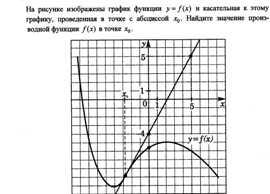 На рисунке изображены график функции y = f(x) и касательная к этому
графику, проведенная в точке с абсциссой x₀. Найдите значение произ-
водной функции f(x) в точке x₀.
y
5
x₀
1
0 1 5 x
y=f(x)